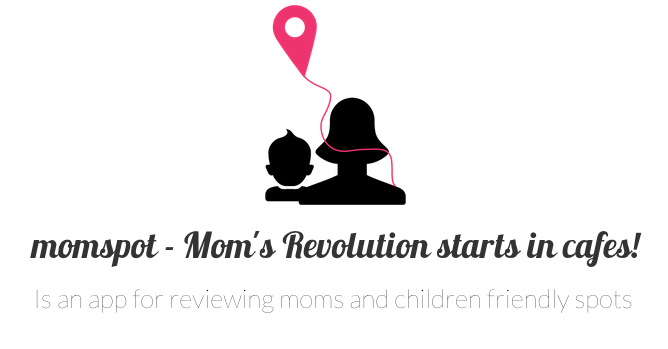 momspot - Mom's Revolution starts in cafes!
Is an app for reviewing moms and children friendly spots